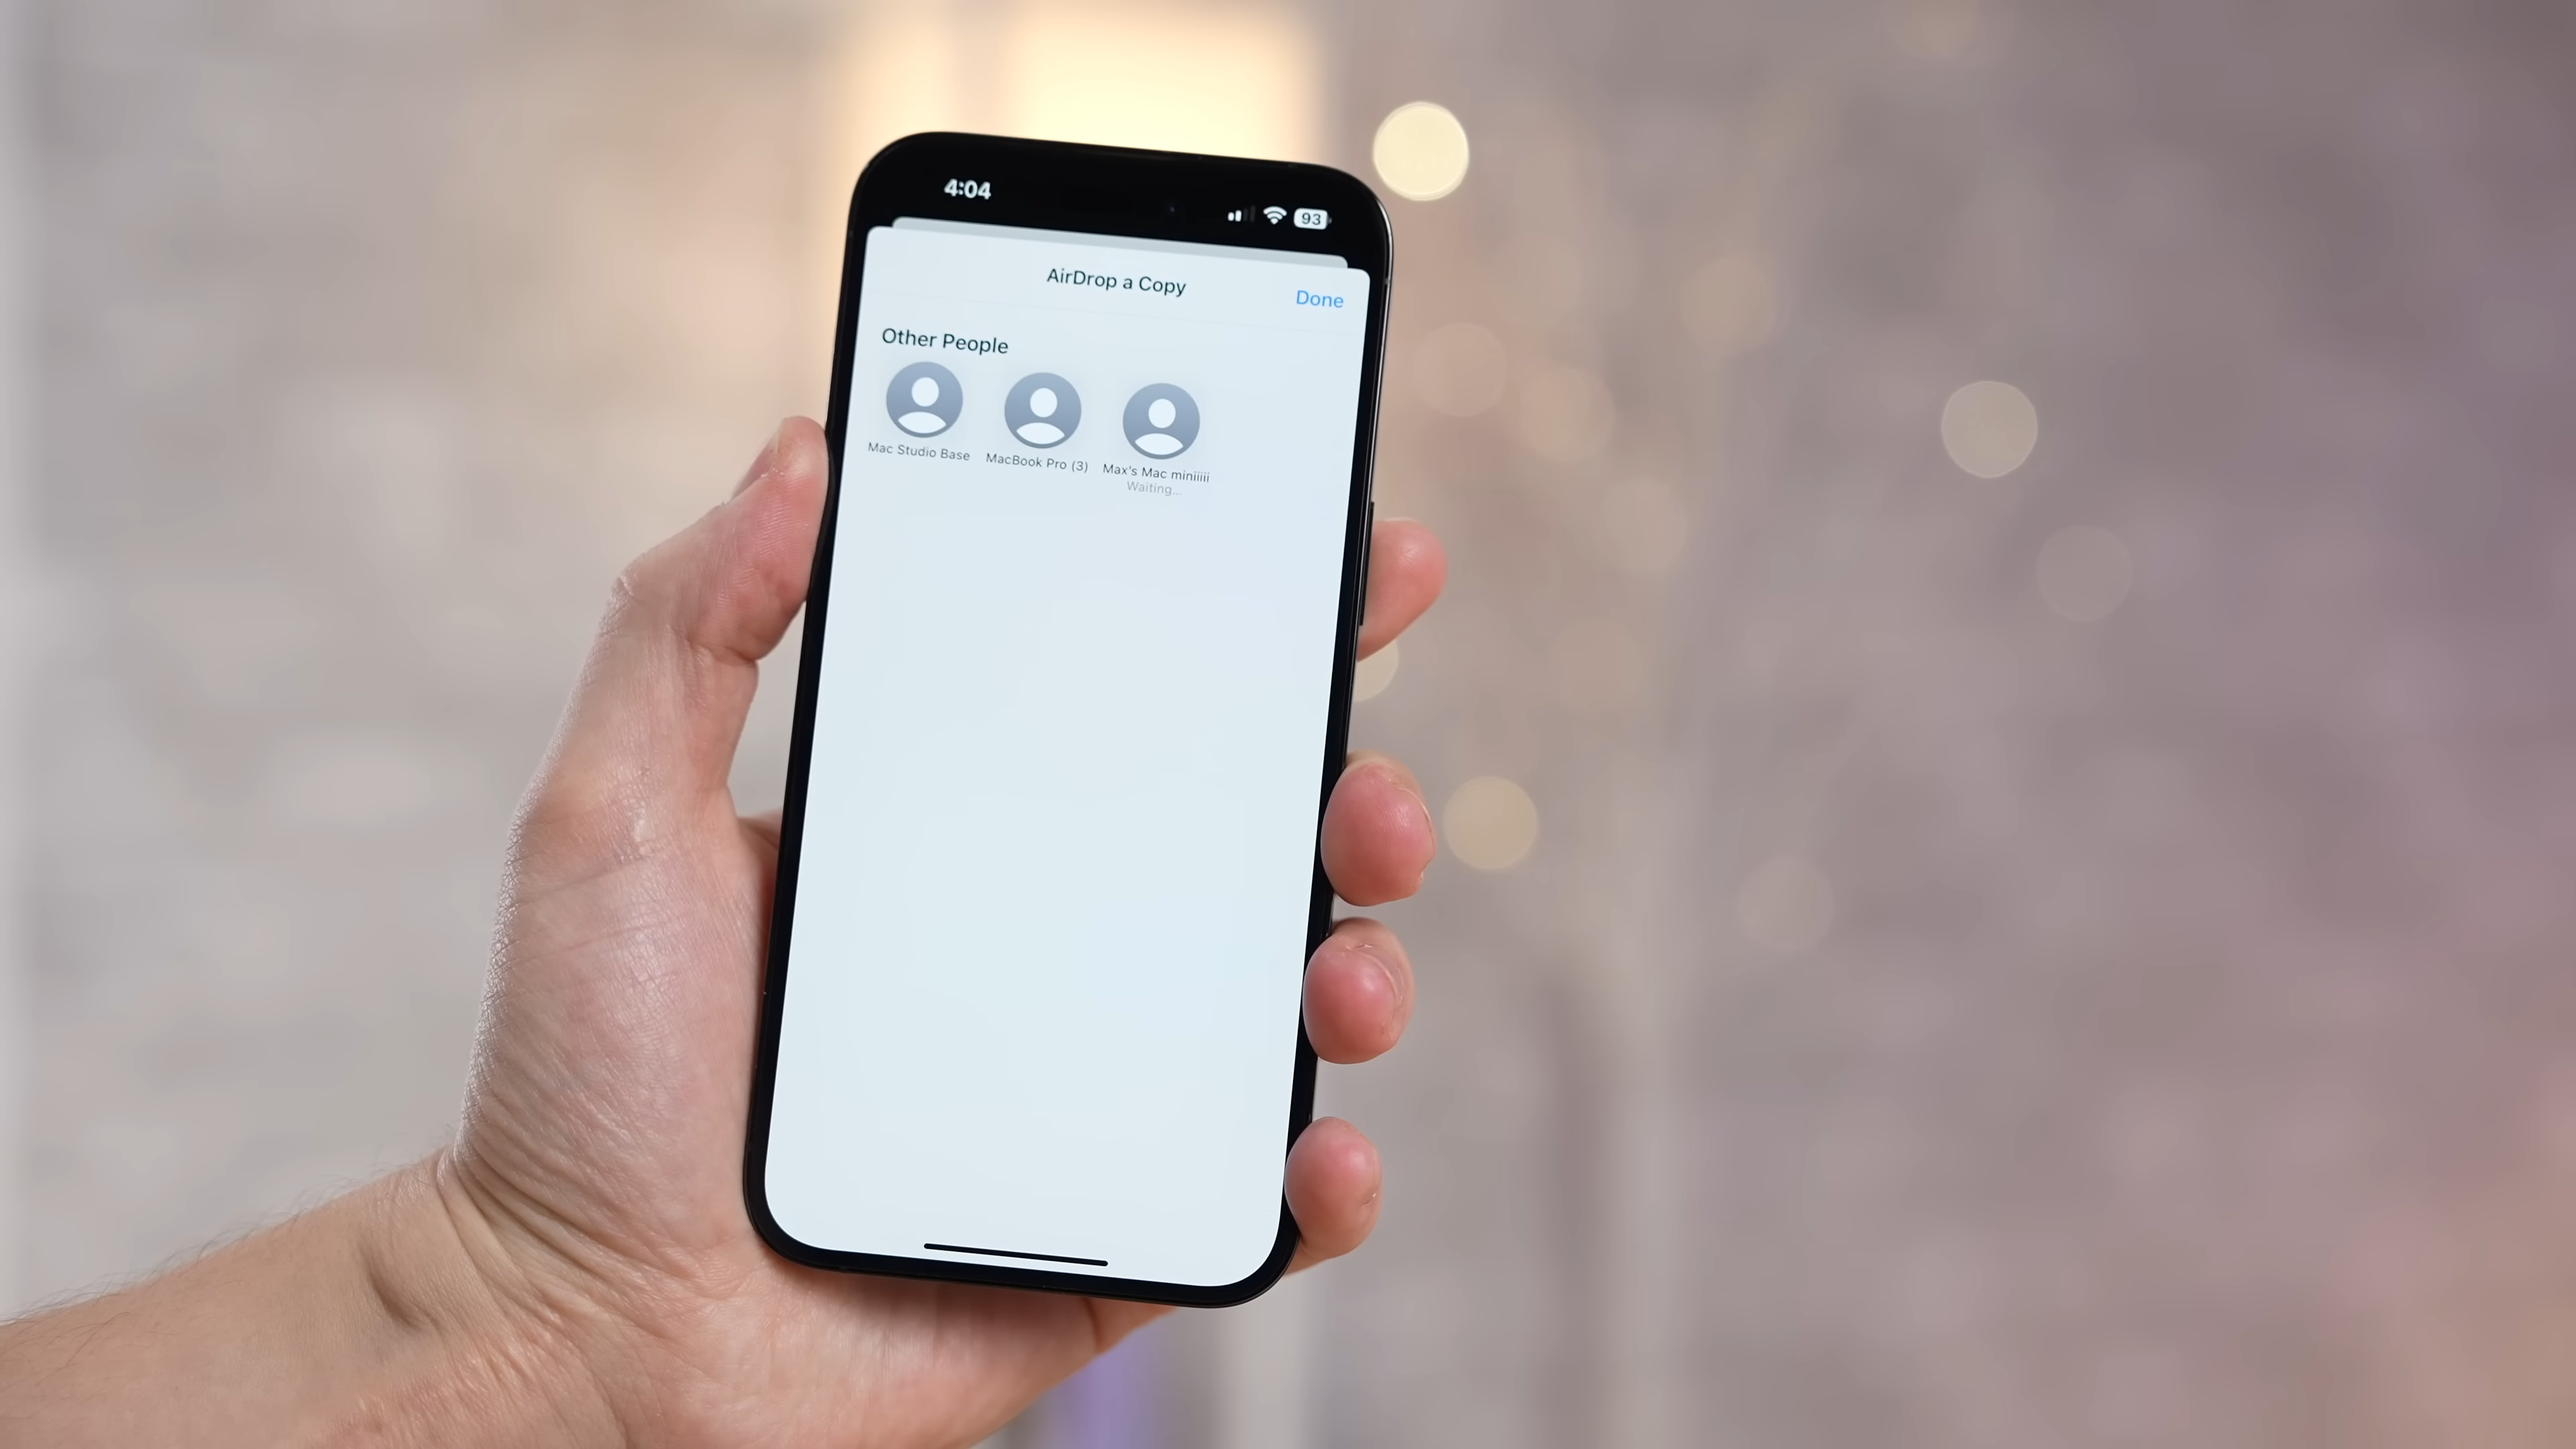 4:04
93
AirDrop a Copy
Done
Other People
Mac Studio Base
MacBook Pro (3)
Max's Mac miniiiii
Waiting...